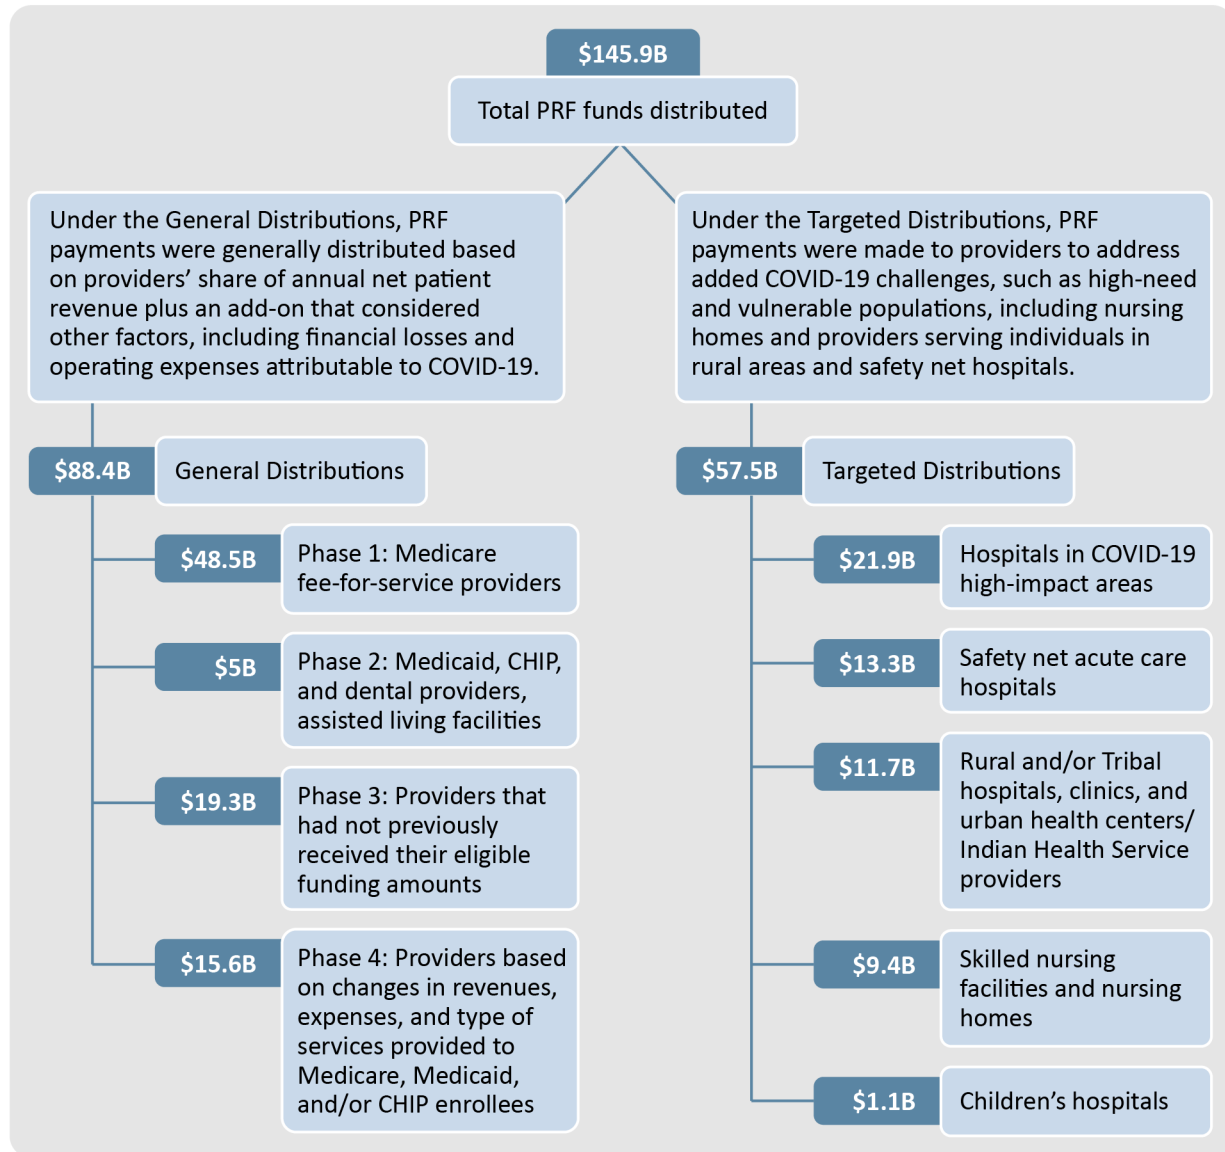 $145.9B
Total PRF funds distributed
Under the General Distributions, PRF
payments were generally distributed based
on providers’ share of annual net patient
revenue plus an add-on that considered
other factors, including financial losses and
operating expenses attributable to COVID-19.
$88.4B
General Distributions
$48.5B
Phase 1: Medicare
fee-for-service providers
$5B
Phase 2: Medicaid, CHIP,
and dental providers,
assisted living facilities
$19.3B
Phase 3: Providers that
had not previously
received their eligible
funding amounts
$15.6B
Phase 4: Providers based
on changes in revenues,
expenses, and type of
services provided to
Medicare, Medicaid,
and/or CHIP enrollees
Under the Targeted Distributions, PRF
payments were made to providers to address
added COVID-19 challenges, such as high-need
and vulnerable populations, including nursing
homes and providers serving individuals in
rural areas and safety net hospitals.
$57.5B
Targeted Distributions
$21.9B
Hospitals in COVID-19
high-impact areas
$13.3B
Safety net acute care
hospitals
$11.7B
Rural and/or Tribal
hospitals, clinics, and
urban health centers/
Indian Health Service
providers
$9.4B
Skilled nursing
facilities and nursing
homes
$1.1B
Children’s hospitals